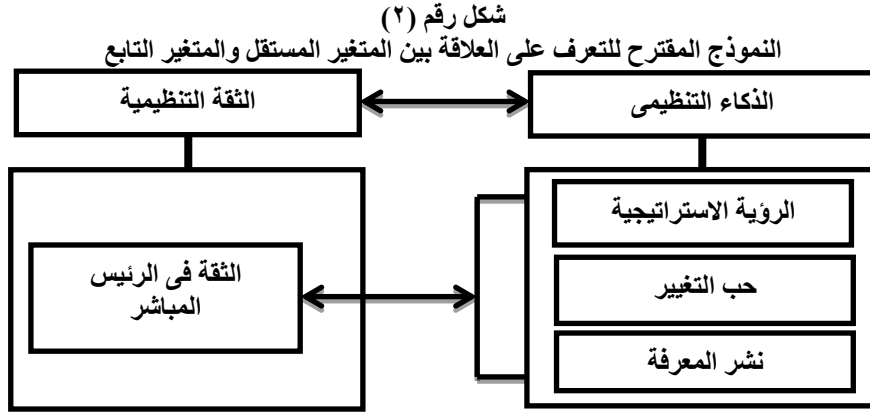 شكل رقم (٢)
النموذج المقترح للتعرف على العلاقة بين المتغير المستقل والمتغير التابع
الذكاء التنظيمى
الثقة التنظيمية
الرؤية الاستراتيجية
حب التغيير
نشر المعرفة
الثقة فى الرئيس
المباشر